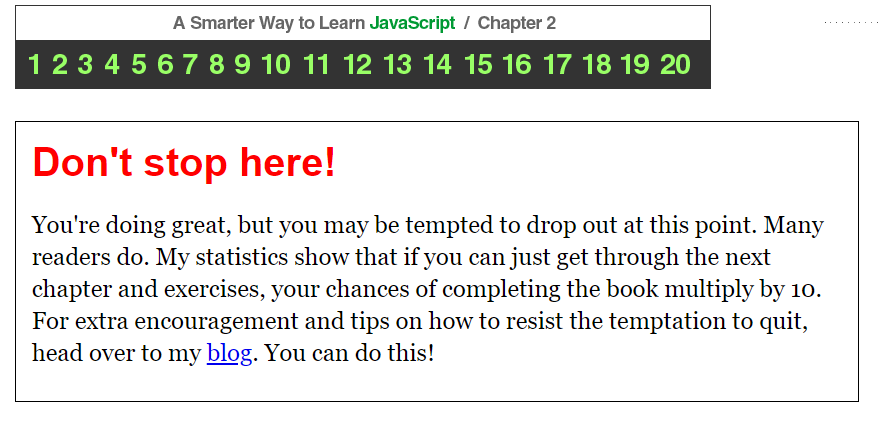 A Smarter Way to Learn JavaScript / Chapter 2
1 2 3 4 5 6 7 8 9 10 11 12 13 14 15 16 17 18 19 20
Don't stop here!
You're doing great, but you may be tempted to drop out at this point. Many
readers do. My statistics show that if you can just get through the next
chapter and exercises, your chances of completing the book multiply by 10.
For extra encouragement and tips on how to resist the temptation to quit,
head over to my blog. You can do this!